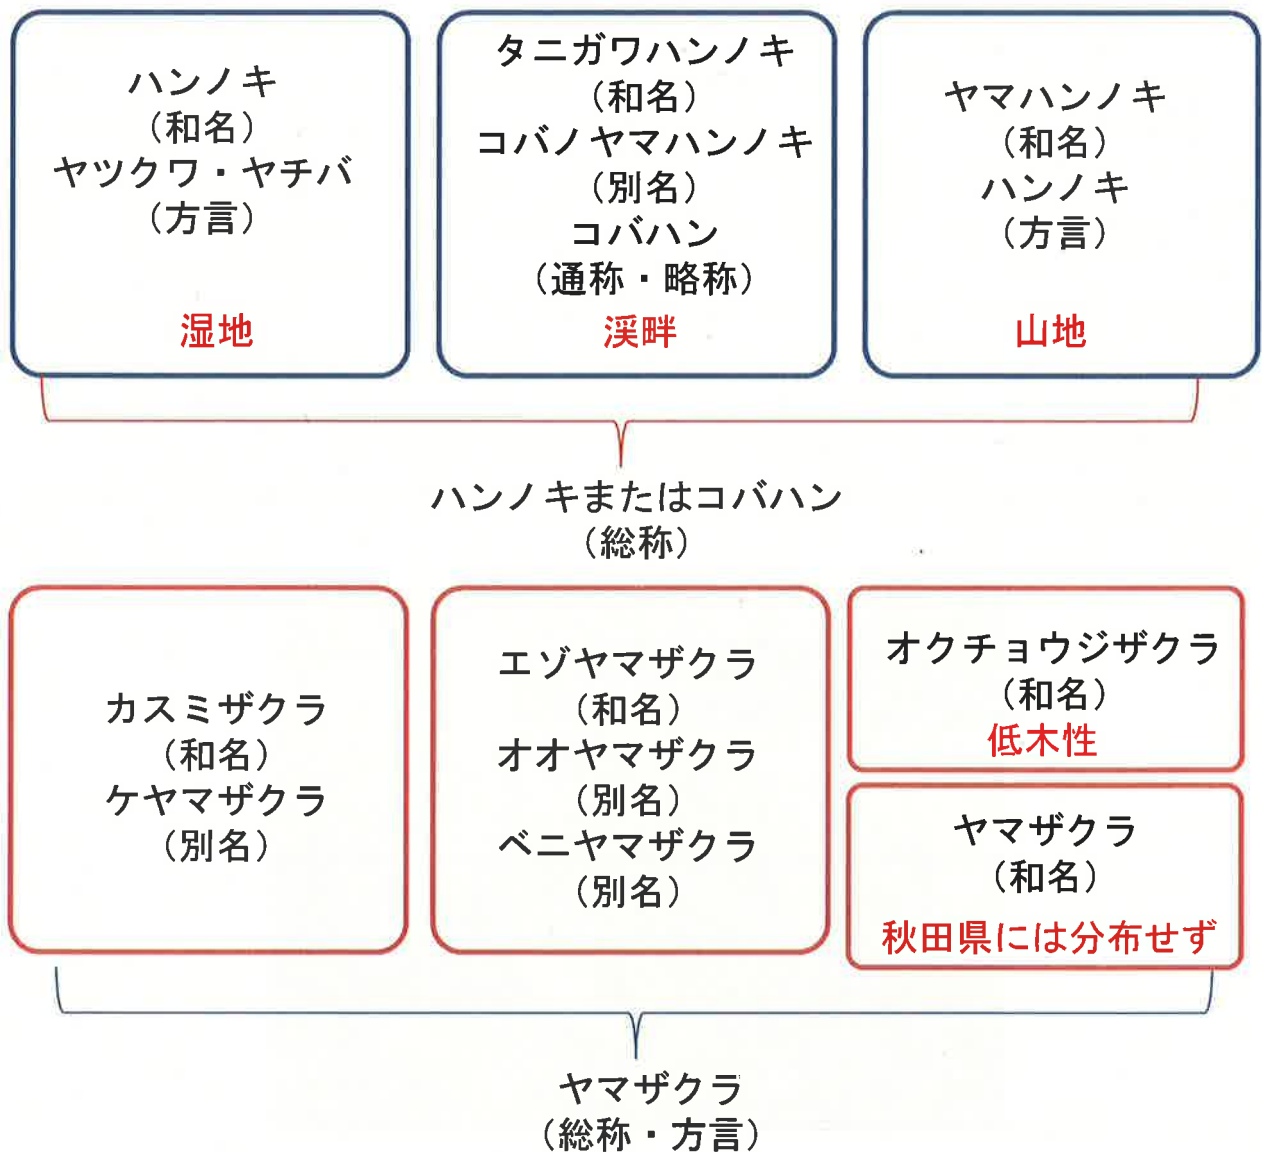 ハンノキ
(和名)
ヤツクワ・ヤチバ
(方言)
湿地
タニガワハンノキ
(和名)
コバノヤマハンノキ
(別名)
コバハン
(通称・略称)
渓畔
ヤマハンノキ
(和名)
ハンノキ
(方言)
山地
ハンノキまたはコバハン
(総称)
カスミザクラ
(和名)
ケヤマザクラ
(別名)
エゾヤマザクラ
(和名)
オオヤマザクラ
(別名)
ベニヤマザクラ
(別名)
オクチョウジザクラ
(和名)
低木性
ヤマザクラ
(和名)
秋田県には分布せず
ヤマザクラ
(総称・方言)